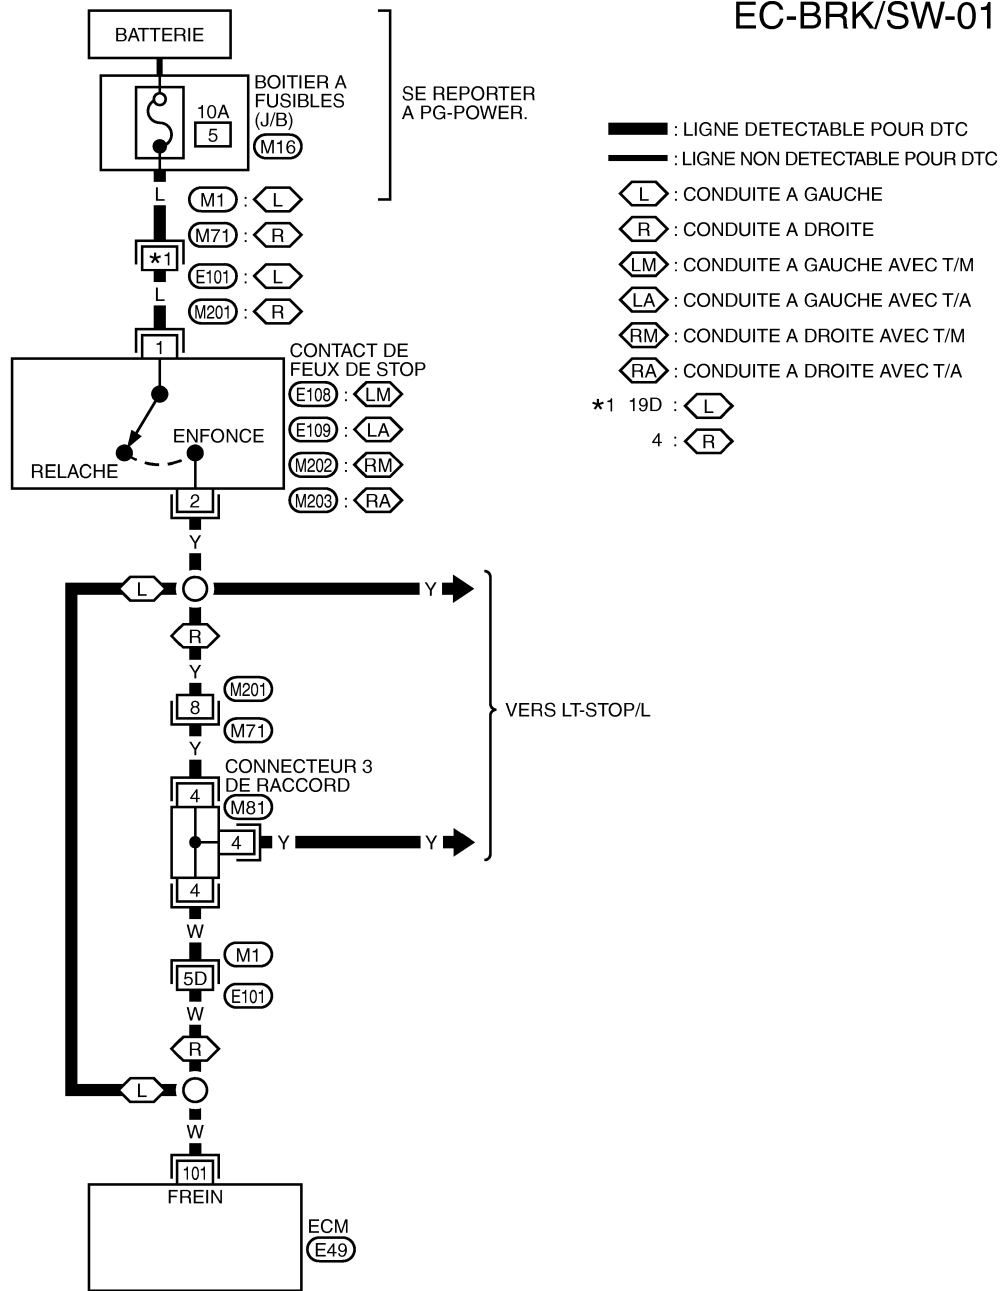 EC-BRK/SW-01
BATTERIE
BOITIER A
FUSIBLES
(J/B)
M16
10A
5
SE REPORTER
A PG-POWER.
L
M1 : L
M71 : R
*1
E101 : L
L
M201 : R
1
CONTACT DE
FEUX DE STOP
E108 : LM
E109 : LA
M202 : RM
M203 : RA
ENFONCE
RELACHE
2
Y
L
Y
R
Y
8
M201
M71
Y
VERS LT-STOP/L
CONNECTEUR 3
DE RACCORD
M81
4
4
Y
Y
4
W
M1
5D
E101
W
R
L
W
101
FREIN
ECM
E49
: LIGNE DETECTABLE POUR DTC
: LIGNE NON DETECTABLE POUR DTC
L : CONDUITE A GAUCHE
R : CONDUITE A DROITE
LM : CONDUITE A GAUCHE AVEC T/M
LA : CONDUITE A GAUCHE AVEC T/A
RM : CONDUITE A DROITE AVEC T/M
RA : CONDUITE A DROITE AVEC T/A
*1 19D : L
4 : R